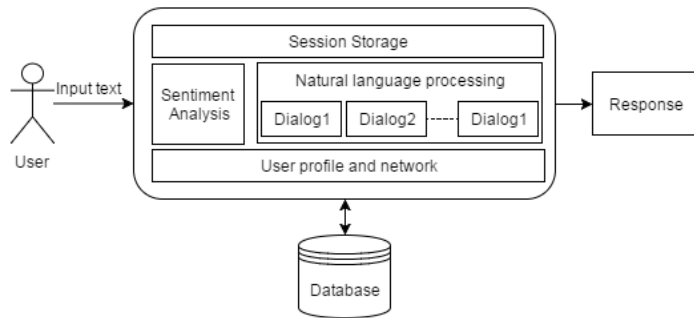 Session Storage
Input text
Sentiment
Analysis
Natural language processing
Dialog1
Dialog2
Dialog1
Response
User
User profile and network
Database